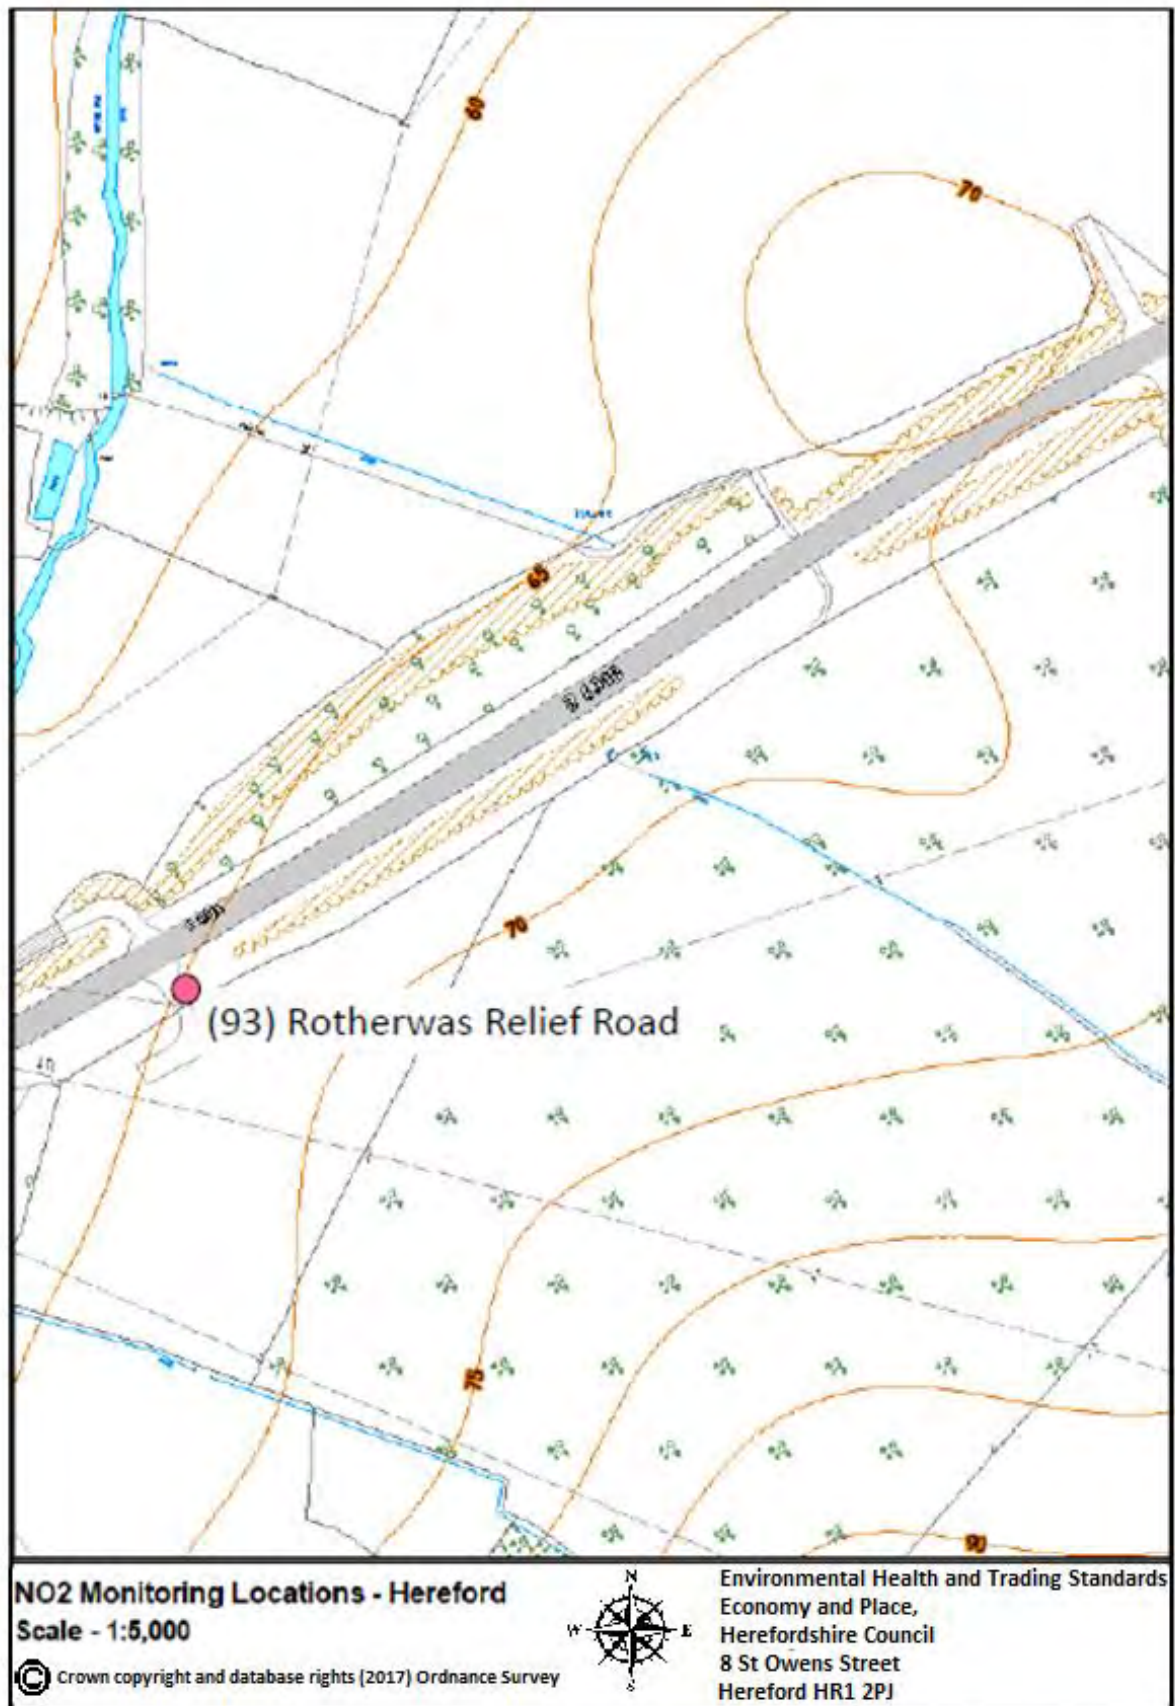 60
70
65
70
(93) Rotherwas Relief Road
75
90
NO2 Monitoring Locations - Hereford
Scale - 1:5,000
© Crown copyright and database rights (2017) Ordnance Survey
N
W E
S
Environmental Health and Trading Standards
Economy and Place,
Herefordshire Council
8 St Owens Street
Hereford HR1 2PJ